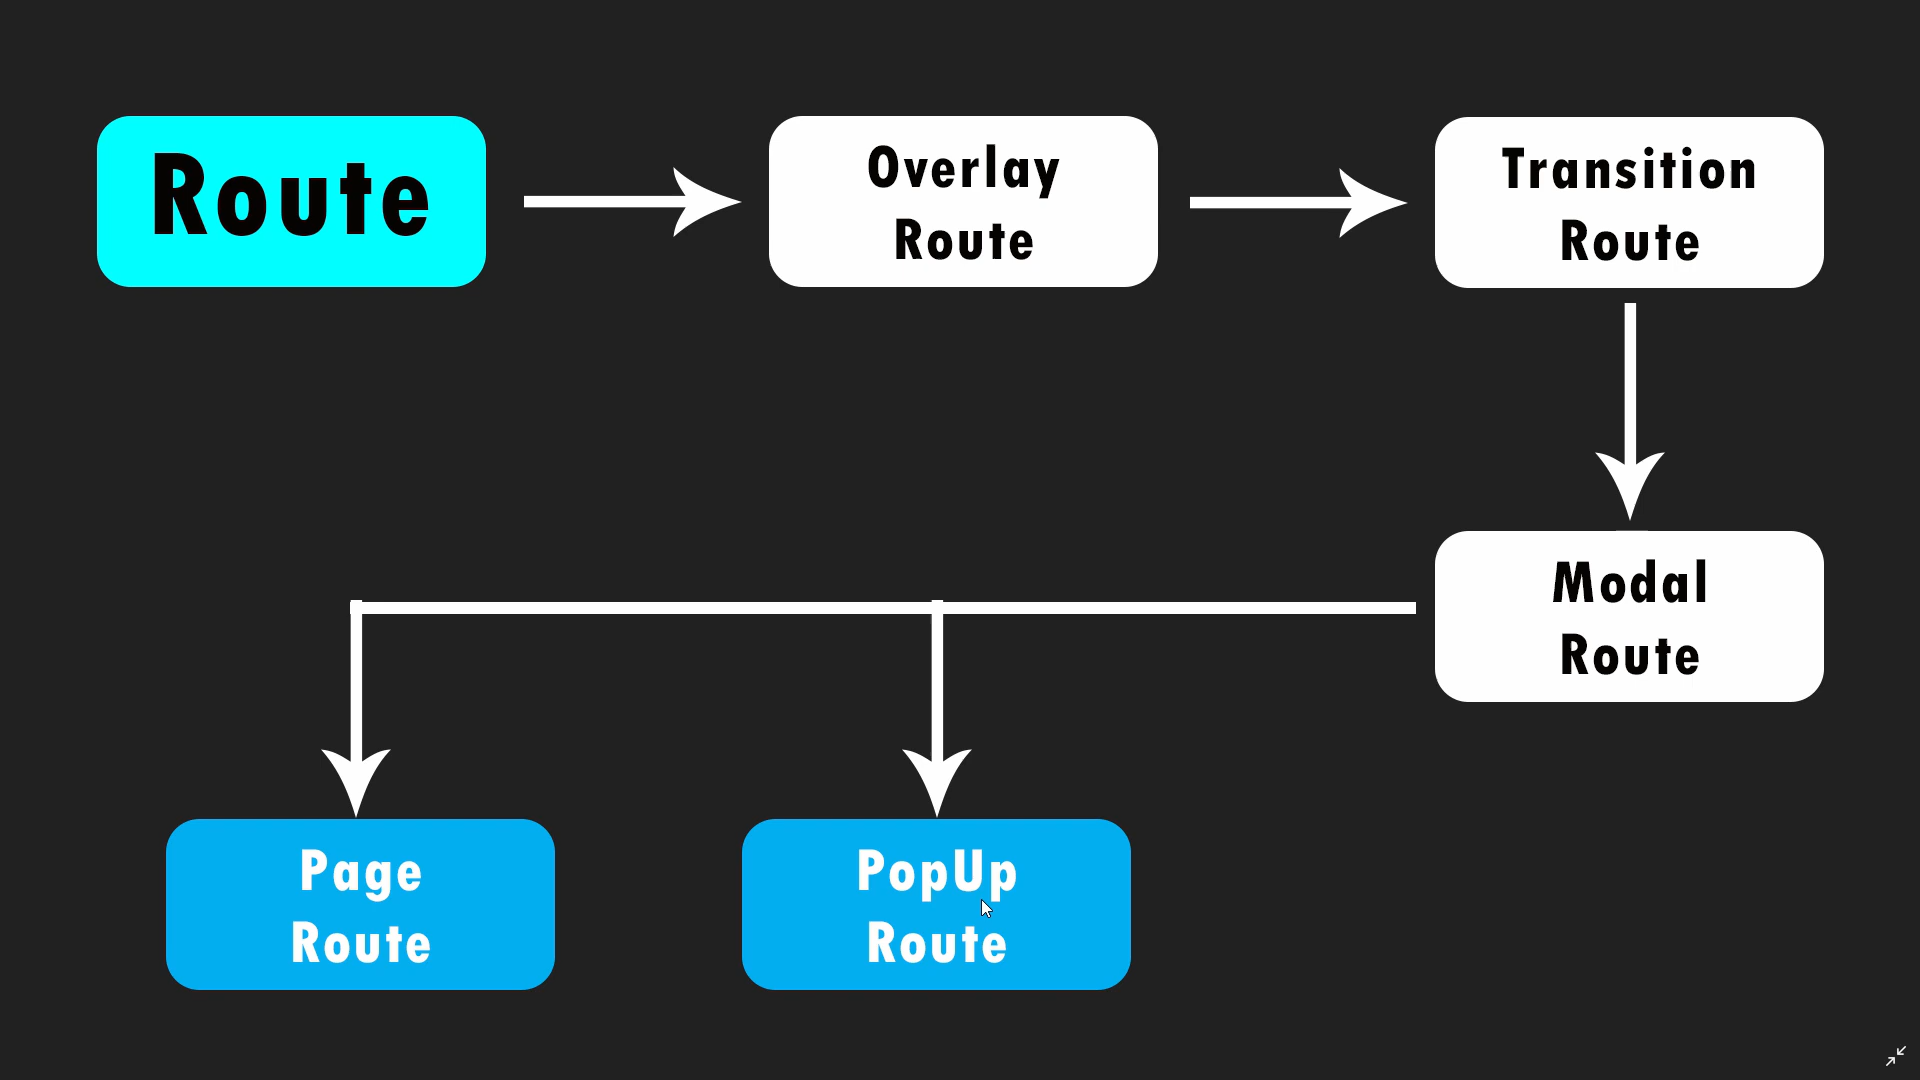 Route
Overlay
Route
Transition
Route
Modal
Route
Page
Route
PopUp
Route